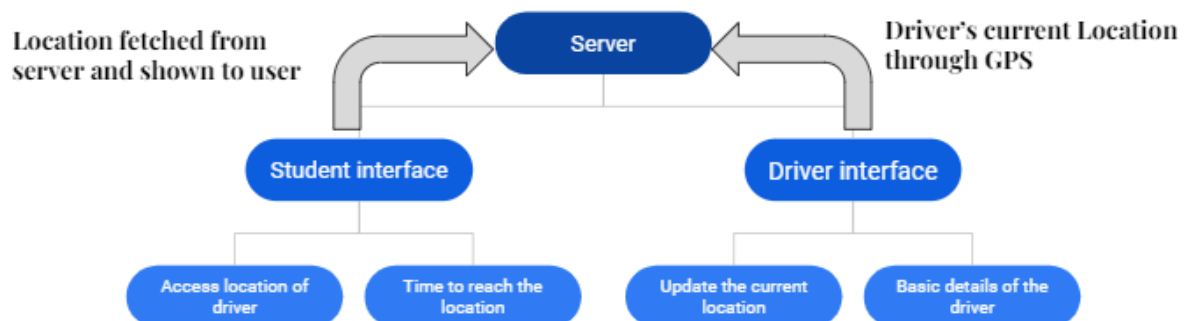 Location fetched from
server and shown to user
Server
Driver's current Location
through GPS
Student interface
Driver interface
Access location of
driver
Time to reach the
location
Update the current
location
Basic details of the
driver